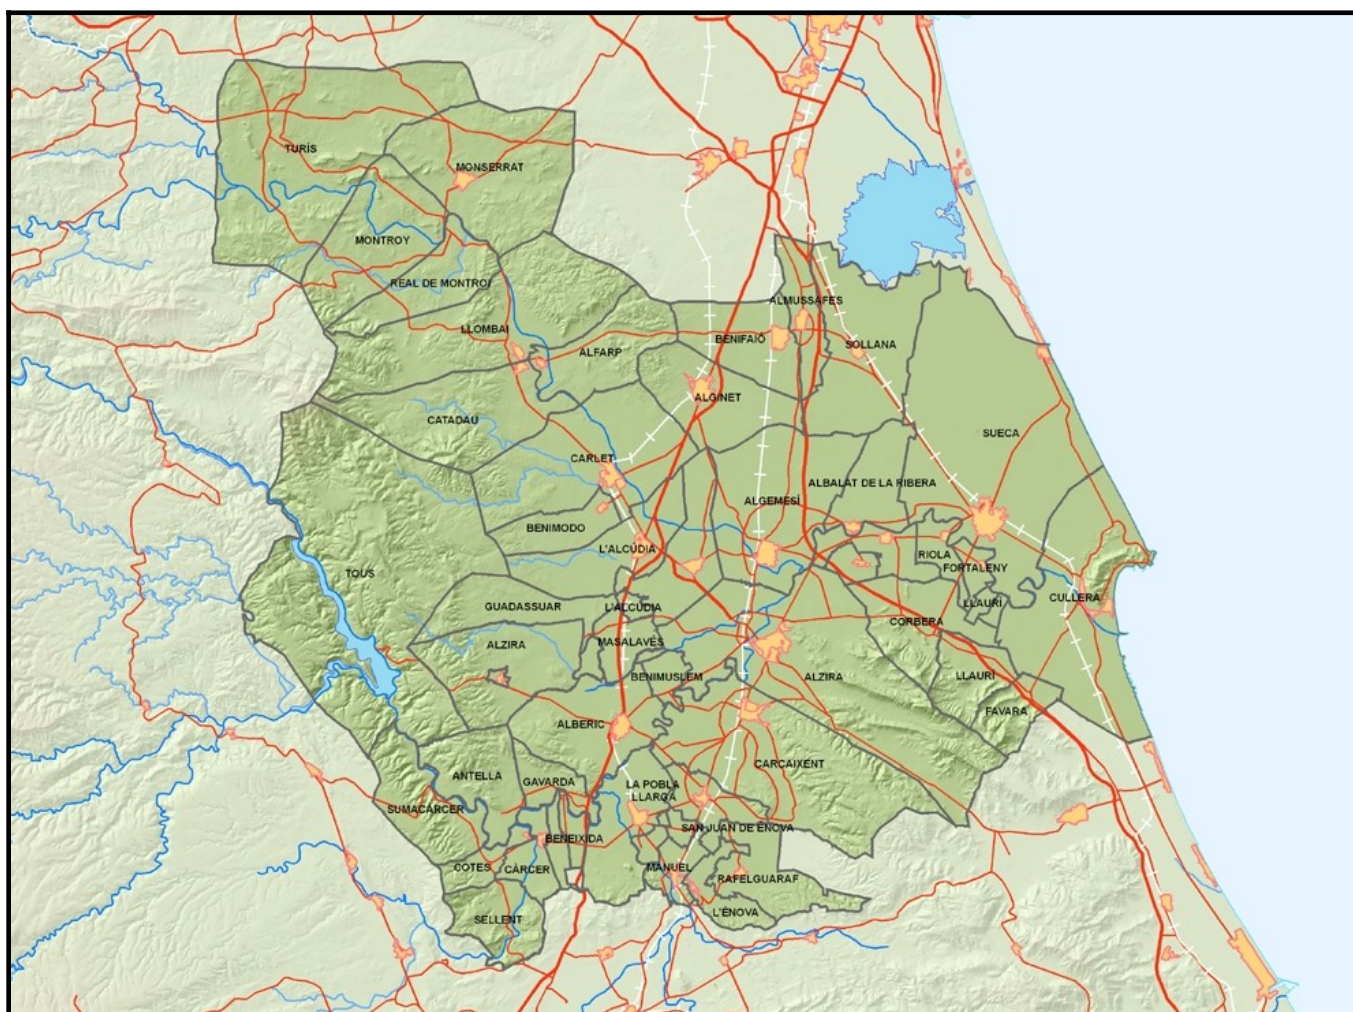 TURÍS
MONSERRAT
MONTROY
REAL DE MONTROI
ALMUSSAFES
LLOMBAI
BENIFAIÓ
SOLLANA
ALFARP
ALGINET
CATADAU
SUECA
CARLET
ALBALAT DE LA RIBERA
ALGEMESÍ
BENIMODO
L'ALCÚDIA
RIOLA
FORTALENY
TOUS
CULLERA
LLAURÍ
GUADASSUAR
L'ALCÚDIA
CORBERA
MASALAVÉS
ALZIRA
LLAURÍ
BENIMUSLEM
ALZIRA
FAVARA
ALBERIC
CARCAIXENT
ANTELLA
GAVARDA
LA POBLA
LLARGA
SUMACÀRCER
SAN JUAN DE ÉNOVA
BENEIXIDA
COTES
CÀRCER
MANUEL
RAFELGUARAF
L'ÉNOVA
SELLENT